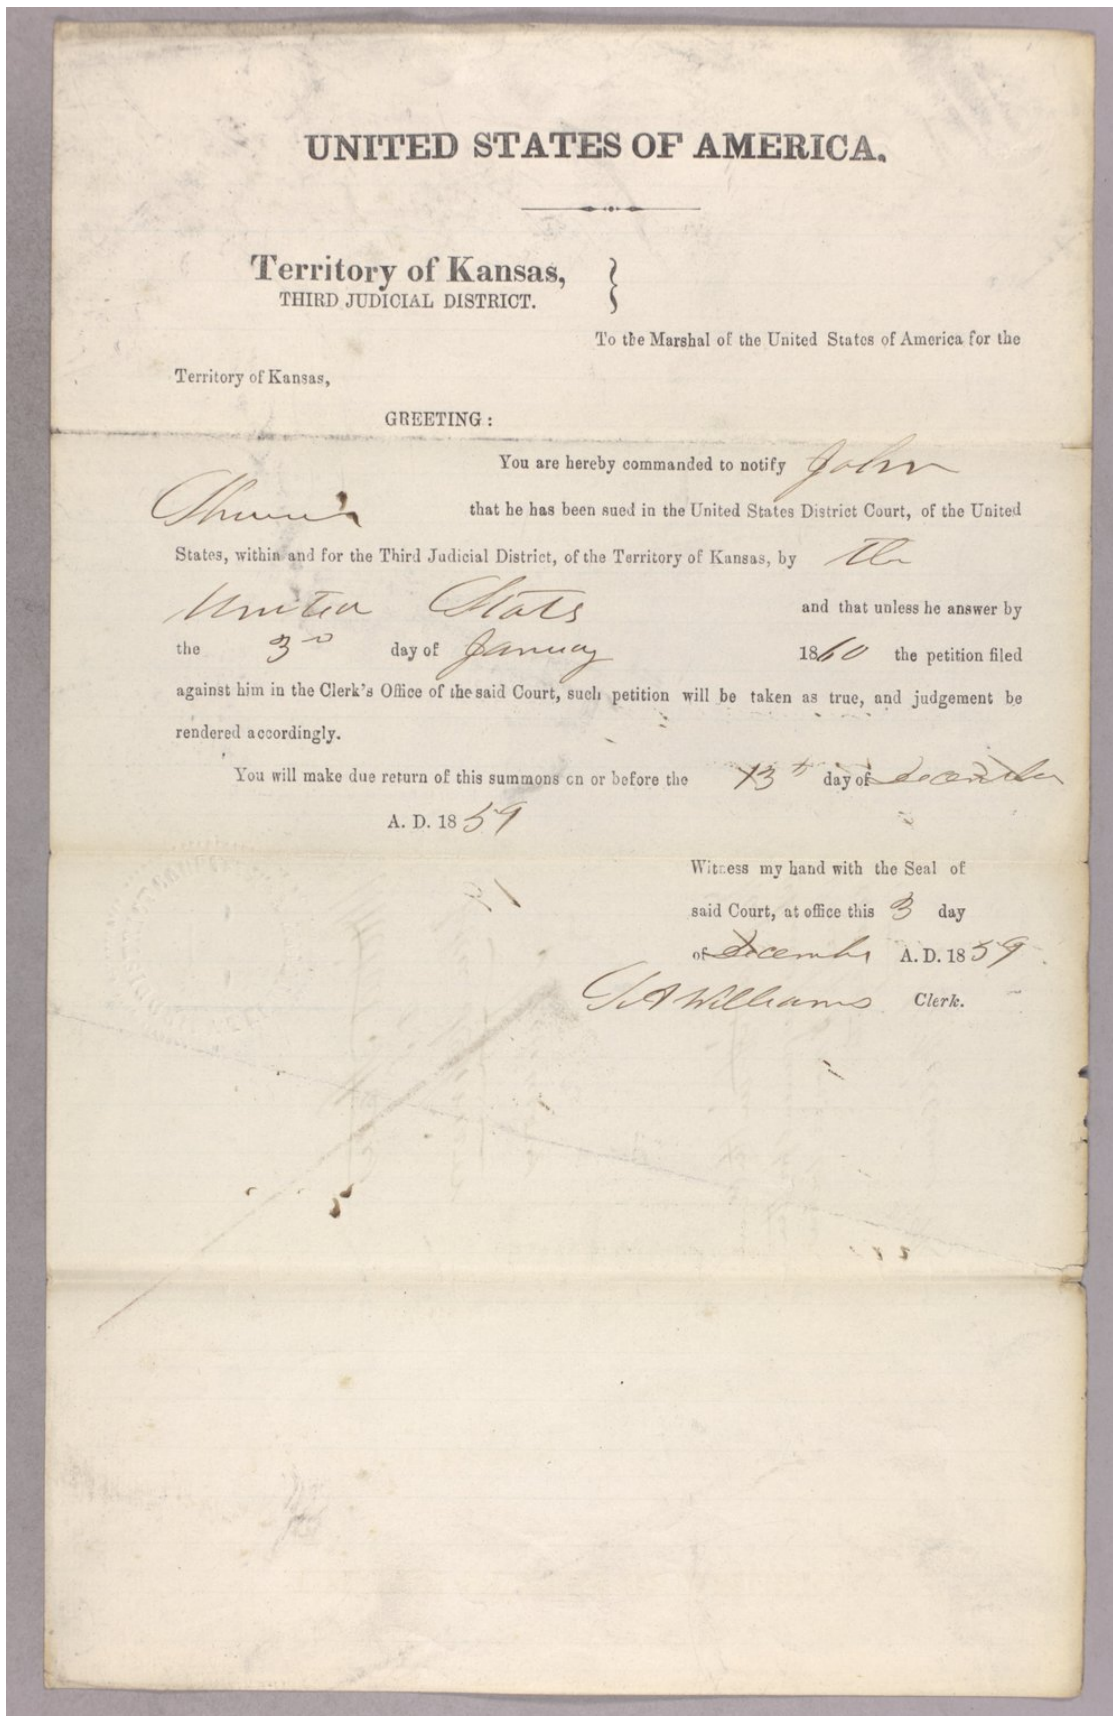 UNITED STATES OF AMERICA.
Territory of Kansas,
THIRD JUDICIAL DISTRICT.
To the Marshal of the United States of America for the
Territory of Kansas,
GREETING:
You are hereby commanded to notify John
that he has been sued in the United States District Court, of the United
States, within and for the Third Judicial District, of the Territory of Kansas, by the
United States and that unless he answer by
the 3d day of January 1860 the petition filed
against him in the Clerk's Office of the said Court, such petition will be taken as true, and judgement be
rendered accordingly.
You will make due return of this summons on or before the 13th day of December
A. D. 1859
Witness my hand with the Seal of
said Court, at office this 3 day
of December A. D. 1859
Williams Clerk.